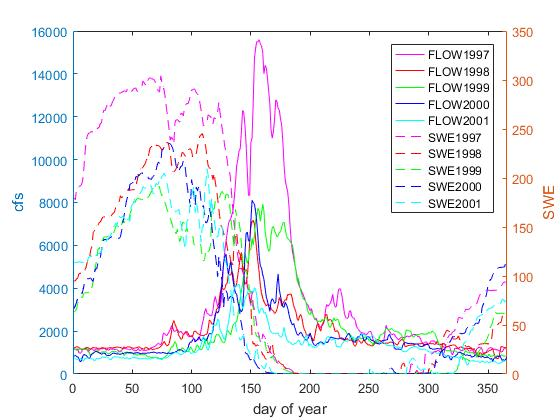 16000
14000
12000
10000
8000
6000
4000
2000
0
cfs
350
300
250
200
150
100
50
0
SWE
FLOW1997
FLOW1998
FLOW1999
FLOW2000
FLOW2001
SWE1997
SWE1998
SWE1999
SWE2000
SWE2001
0 50 100 150 200 250 300 350
day of year